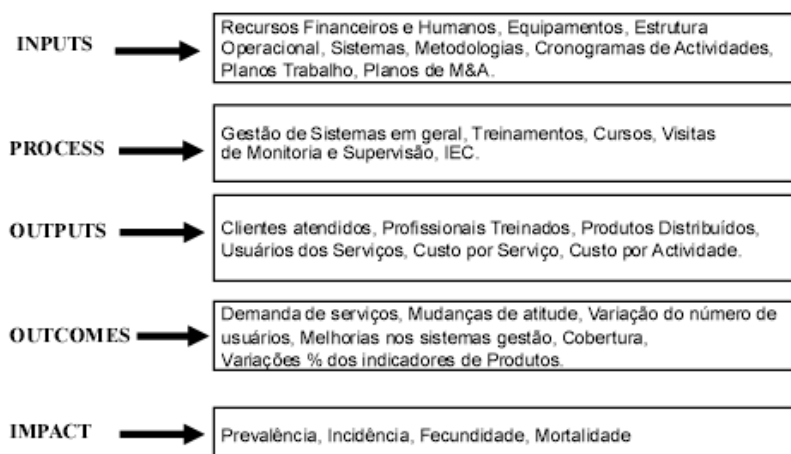 INPUTS
Recursos Financeiros e Humanos, Equipamentos, Estrutura
Operacional, Sistemas, Metodologias, Cronogramas de Actividades,
Planos Trabalho, Planos de M&A.
PROCESS
Gestão de Sistemas em geral, Treinamentos, Cursos, Visitas
de Monitoria e Supervisão, IEC.
OUTPUTS
Clientes atendidos, Profissionais Treinados, Produtos Distribuídos,
Usuários dos Serviços, Custo por Serviço, Custo por Actividade.
OUTCOMES
Demanda de serviços, Mudanças de atitude, Variação do número de
usuários, Melhorias nos sistemas gestão, Cobertura,
Variações % dos indicadores de Produtos.
IMPACT
Prevalência, Incidência, Fecundidade, Mortalidade